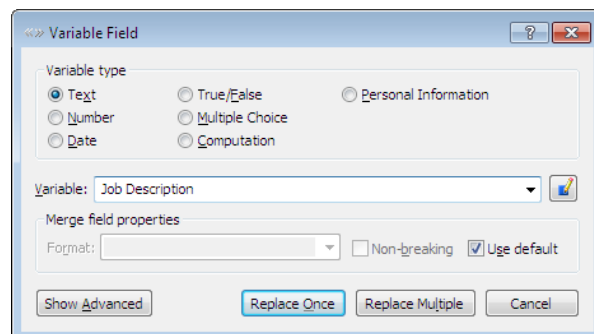 «» Variable Field ?
Variable type
Text True/False Personal Information
Number Multiple Choice
Date Computation
Variable: Job Description
Merge field properties
Format: Non-breaking Use default
Show Advanced Replace Once Replace Multiple Cancel